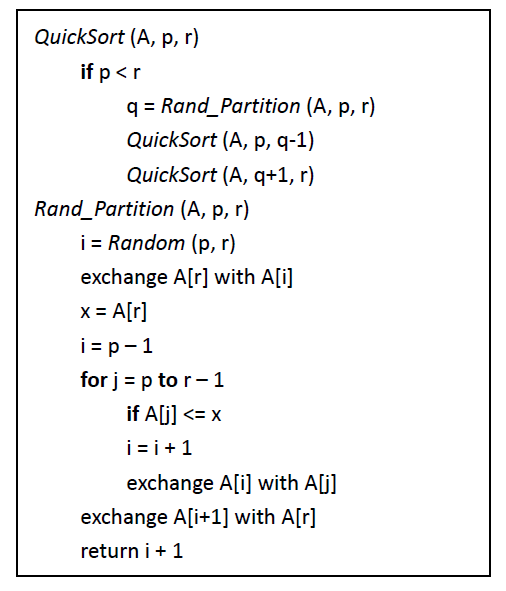 QuickSort (A, p, r)
if p < r
q = Rand_Partition (A, p, r)
QuickSort (A, p, q-1)
QuickSort (A, q+1, r)
Rand_Partition (A, p, r)
i = Random (p, r)
exchange A[r] with A[i]
x = A[r]
i = p – 1
for j = p to r – 1
if A[j] <= x
i = i + 1
exchange A[i] with A[j]
exchange A[i+1] with A[r]
return i + 1